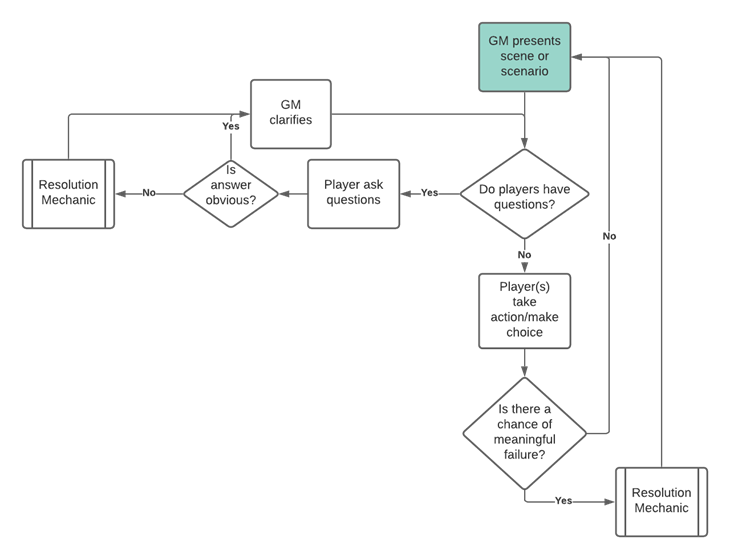 GM presents
scene or
scenario
GM
clarifies
Yes
Resolution
Mechanic
No
Is
answer
obvious?
Player ask
questions
Yes
Do players have
questions?
No
No
Player(s)
take
action/make
choice
Is there a
chance of
meaningful
failure?
Yes
Resolution
Mechanic